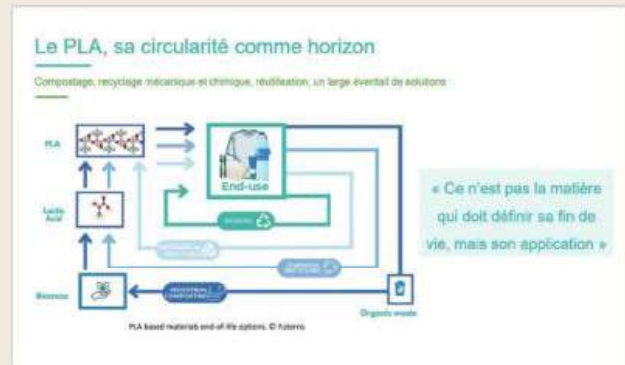 Le PLA, sa circularité comme horizon
Compostage, recyclage mécanique et chimique, réutilisation, un large éventail de solutions
PLA
End-use
Lactic
Acid
« Ce n'est pas la matière
qui doit définir sa fin de
vie, mais son application »
Biomass
INDUSTRIAL
COMPOSTING
Organic waste
PLA based materials end-of-life options. © Futerro